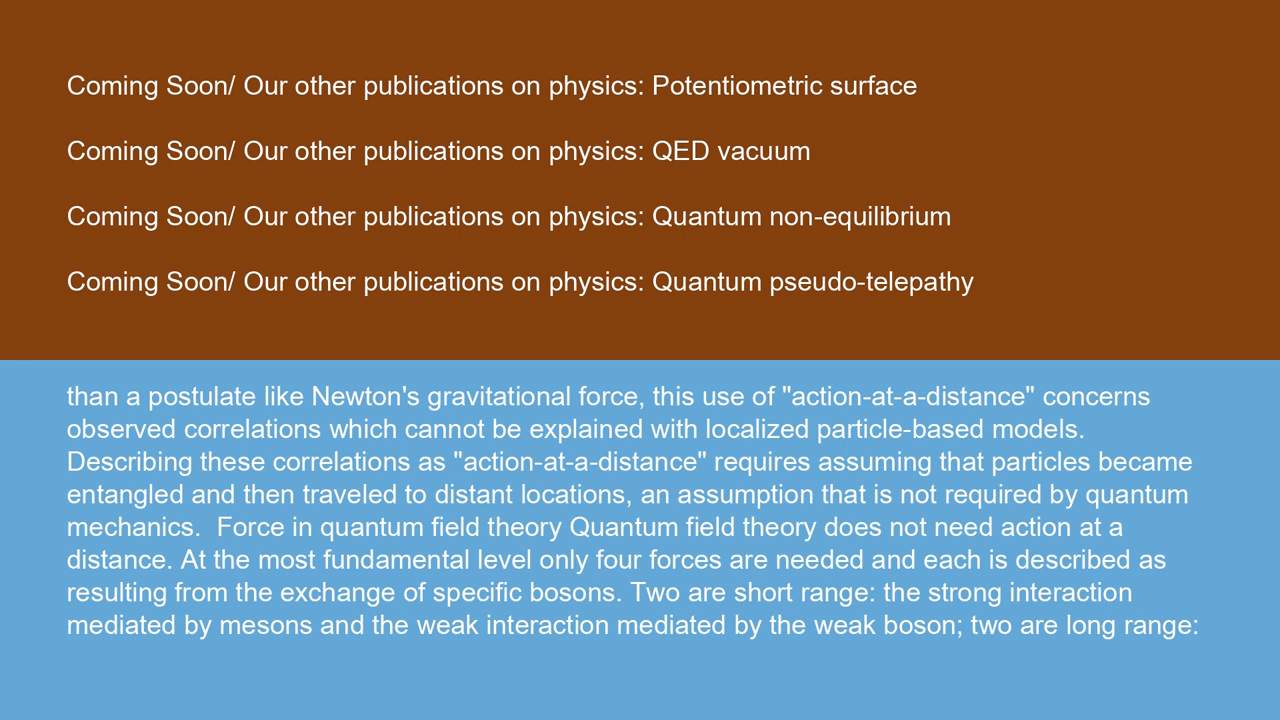 Coming Soon/ Our other publications on physics: Potentiometric surface
Coming Soon/ Our other publications on physics: QED vacuum
Coming Soon/ Our other publications on physics: Quantum non-equilibrium
Coming Soon/ Our other publications on physics: Quantum pseudo-telepathy
than a postulate like Newton's gravitational force, this use of "action-at-a-distance" concerns
observed correlations which cannot be explained with localized particle-based models.
Describing these correlations as "action-at-a-distance" requires assuming that particles became
entangled and then traveled to distant locations, an assumption that is not required by quantum
mechanics.  Force in quantum field theory Quantum field theory does not need action at a
distance. At the most fundamental level only four forces are needed and each is described as
resulting from the exchange of specific bosons. Two are short range: the strong interaction
mediated by mesons and the weak interaction mediated by the weak boson; two are long range: